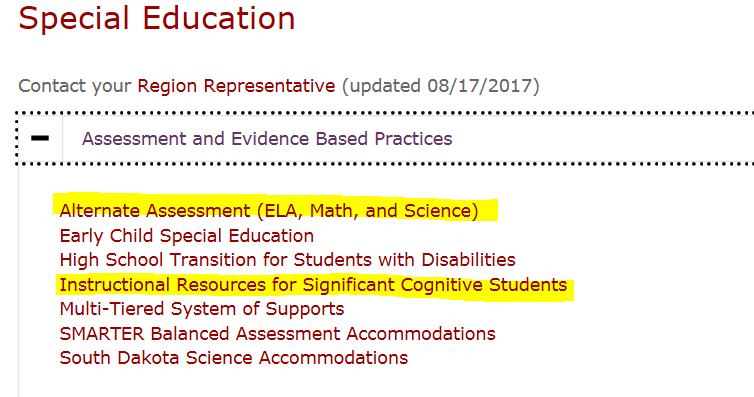 Special Education
Contact your Region Representative (updated 08/17/2017)
Assessment and Evidence Based Practices
Alternate Assessment (ELA, Math, and Science)
Early Child Special Education
High School Transition for Students with Disabilities
Instructional Resources for Significant Cognitive Students
Multi-Tiered System of Supports
SMARTER Balanced Assessment Accommodations
South Dakota Science Accommodations